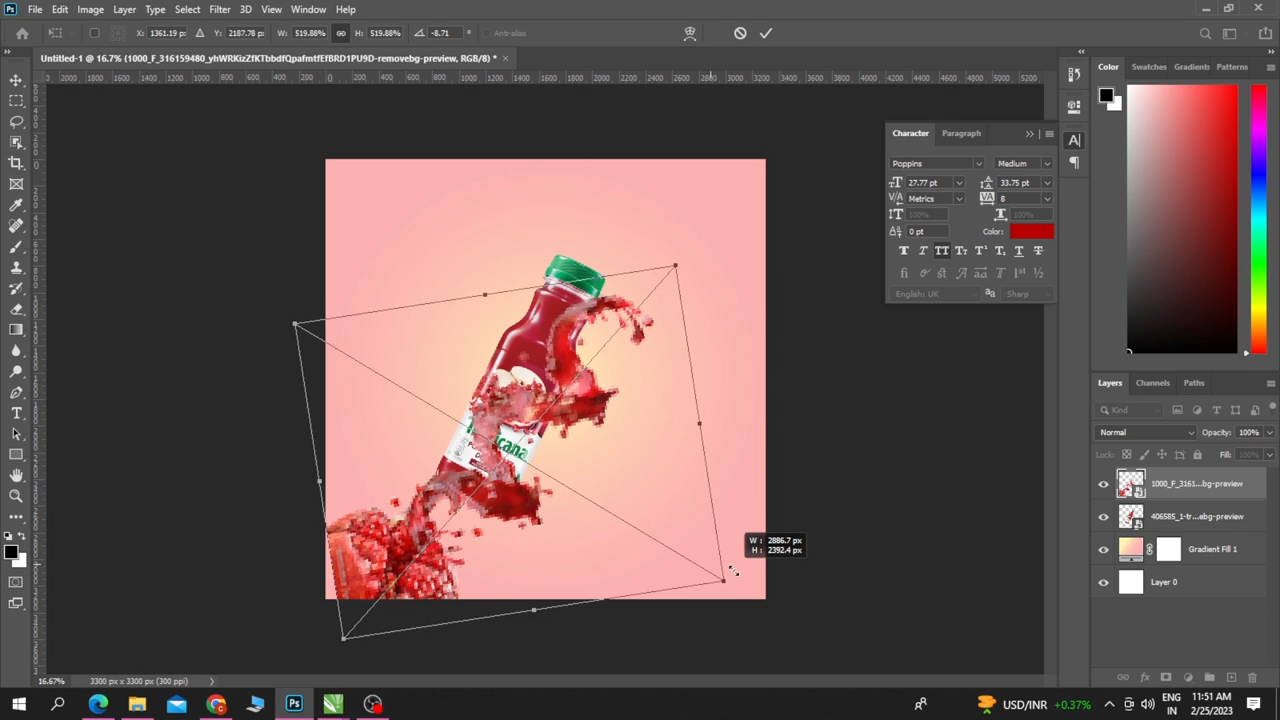 File Edit Image Layer Type Select Filter 3D View Window Help
X: 1361.19 px Y: 2187.78 px W: 519.88% H: 519.88% -8.71 ° Anti-alias
Untitled-1 @ 16.7% (1000_F_316159480_yhWRKizZfKTbbdfQpafmtfEfBRD1PU9D-removebg-preview, RGB/8) *
Color Swatches Gradients Patterns
Character Paragraph
Poppins Medium
27.77 pt 33.75 pt
Metrics 8
100% 100%
0 pt Color:
English: UK Sharp
W : 2886.7 px
H : 2392.4 px
Layers Channels Paths
Kind
Normal Opacity: 100%
Lock: Fill: 100%
1000_F_3161...bg-preview
406585_1-tr...ebg-preview
Gradient Fill 1
Layer 0
16.67% 3300 px x 3300 px (300 ppi)
USD/INR +0.37% ENG IN 11:51 AM 2/25/2023